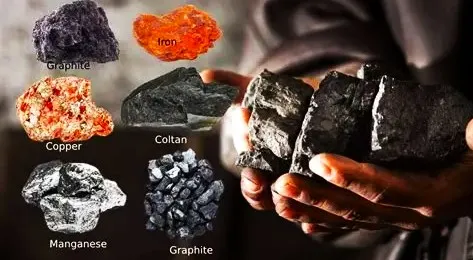 Graphite
Iron
Copper
Coltan
Manganese
Graphite